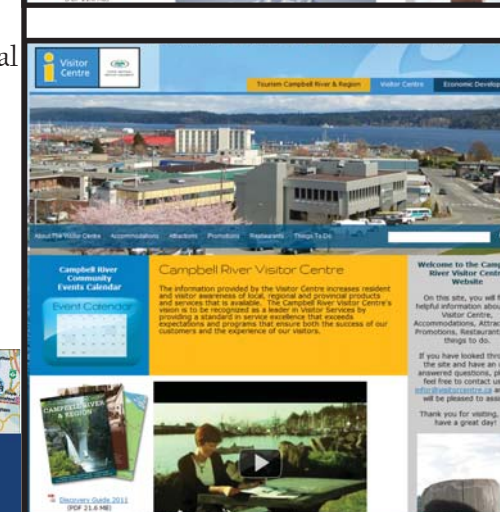 al
Visitor
Centre
Tourism Campbell River & Region
Visitor Centre
Economic Develop
About The Visitor Centre
Accommodations
Attractions
Promotions
Restaurants
Things To Do
Campbell River
Community
Events Calendar
Event Calendar
Campbell River Visitor Centre
The information provided by the Visitor Centre increases resident
and visitor awareness of local, regional and provincial products
and services that is available. The Campbell River Visitor Centre's
vision is to be recognized as a leader in Visitor Services by
providing a standard in service excellence that exceeds
expectations and programs that ensure both the success of our
customers and the experience of our visitors.
Welcome to the Camp
River Visitor Cent
Website
On this site, you will f
helpful information abou
Visitor Centre,
Accommodations, Attrac
Promotions, Restaurant
things to do.
If you have looked thro
the site and have an
answered questions, pl
feel free to contact us
info@visitorcentre.ca a
will be pleased to assi
Thank you for visiting,
have a great day!
CAMPBELL RIVER
& REGION
Discovery Guide 2011
(PDF 21.6 MB)